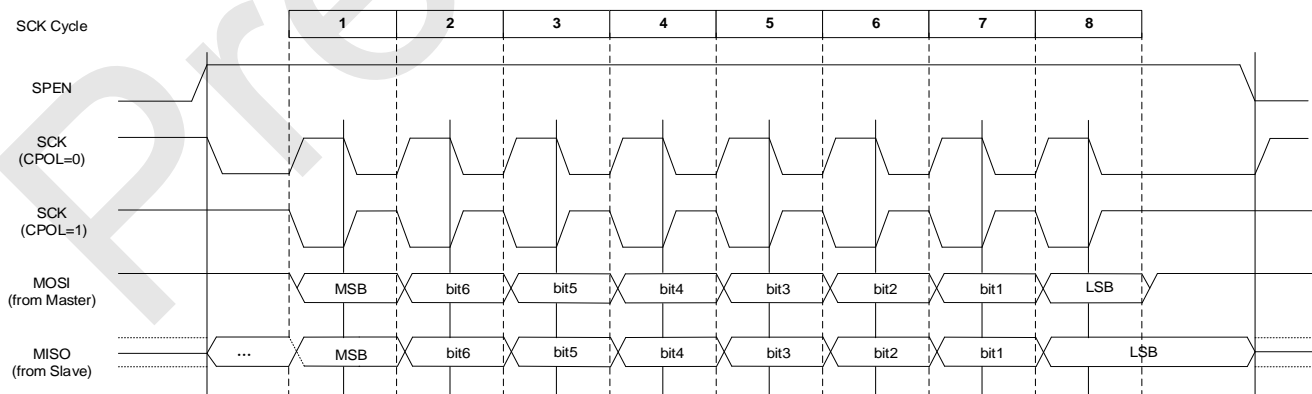 SCK Cycle 1 2 3 4 5 6 7 8
SPEN
SCK
(CPOL=0)
SCK
(CPOL=1)
MOSI
(from Master)
MSB bit6 bit5 bit4 bit3 bit2 bit1 LSB
MISO
(from Slave)
... MSB bit6 bit5 bit4 bit3 bit2 bit1 LSB
Pre